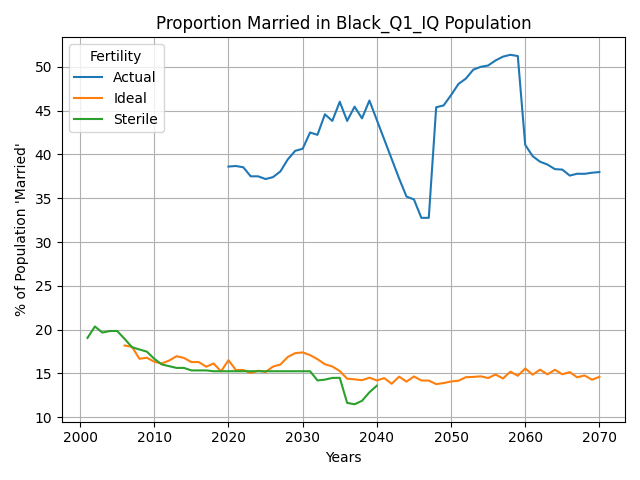 Proportion Married in Black_Q1_IQ Population
Fertility
Actual
Ideal
Sterile
% of Population 'Married'
50
45
40
35
30
25
20
15
10
2000
2010
2020
2030
2040
2050
2060
2070
Years